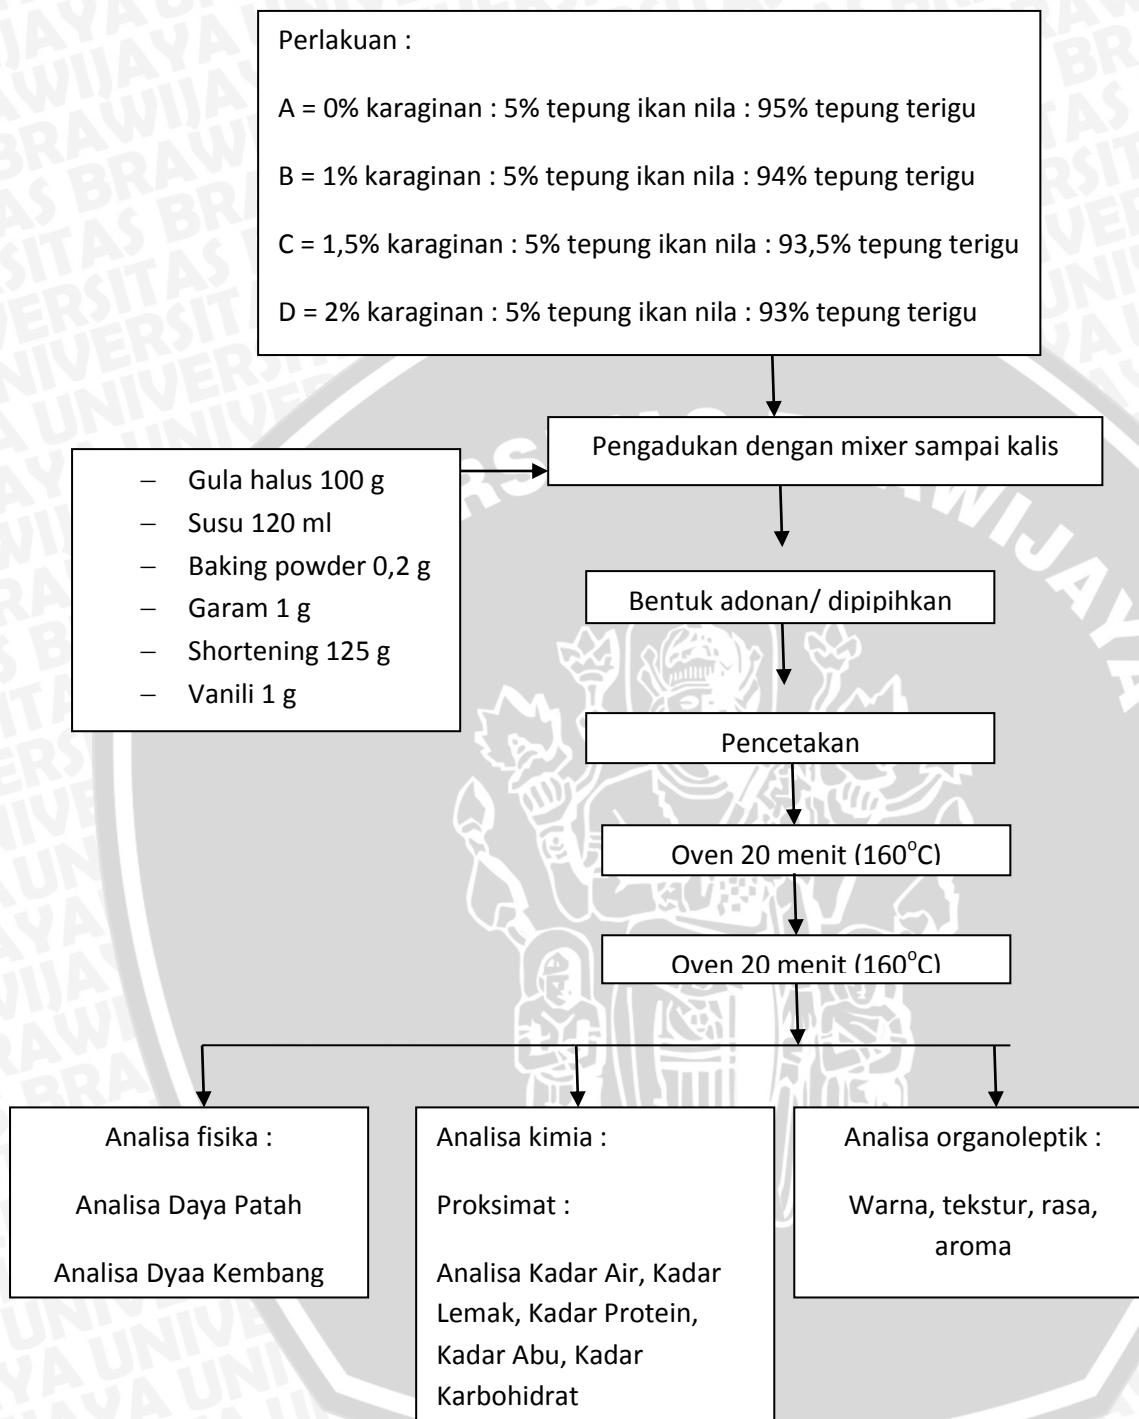 Perlakuan :
A = 0% karaginan : 5% tepung ikan nila : 95% tepung terigu
B = 1% karaginan : 5% tepung ikan nila : 94% tepung terigu
C = 1,5% karaginan : 5% tepung ikan nila : 93,5% tepung terigu
D = 2% karaginan : 5% tepung ikan nila : 93% tepung terigu
Pengadukan dengan mixer sampai kalis
– Gula halus 100 g
– Susu 120 ml
– Baking powder 0,2 g
– Garam 1 g
– Shortening 125 g
– Vanili 1 g
Bentuk adonan/ dipipihkan
Pencetakan
Oven 20 menit (160°C)
Oven 20 menit (160°C)
Analisa fisika :
Analisa Daya Patah
Analisa Dyaa Kembang
Analisa kimia :
Proksimat :
Analisa Kadar Air, Kadar
Lemak, Kadar Protein,
Kadar Abu, Kadar
Karbohidrat
Analisa organoleptik :
Warna, tekstur, rasa,
aroma